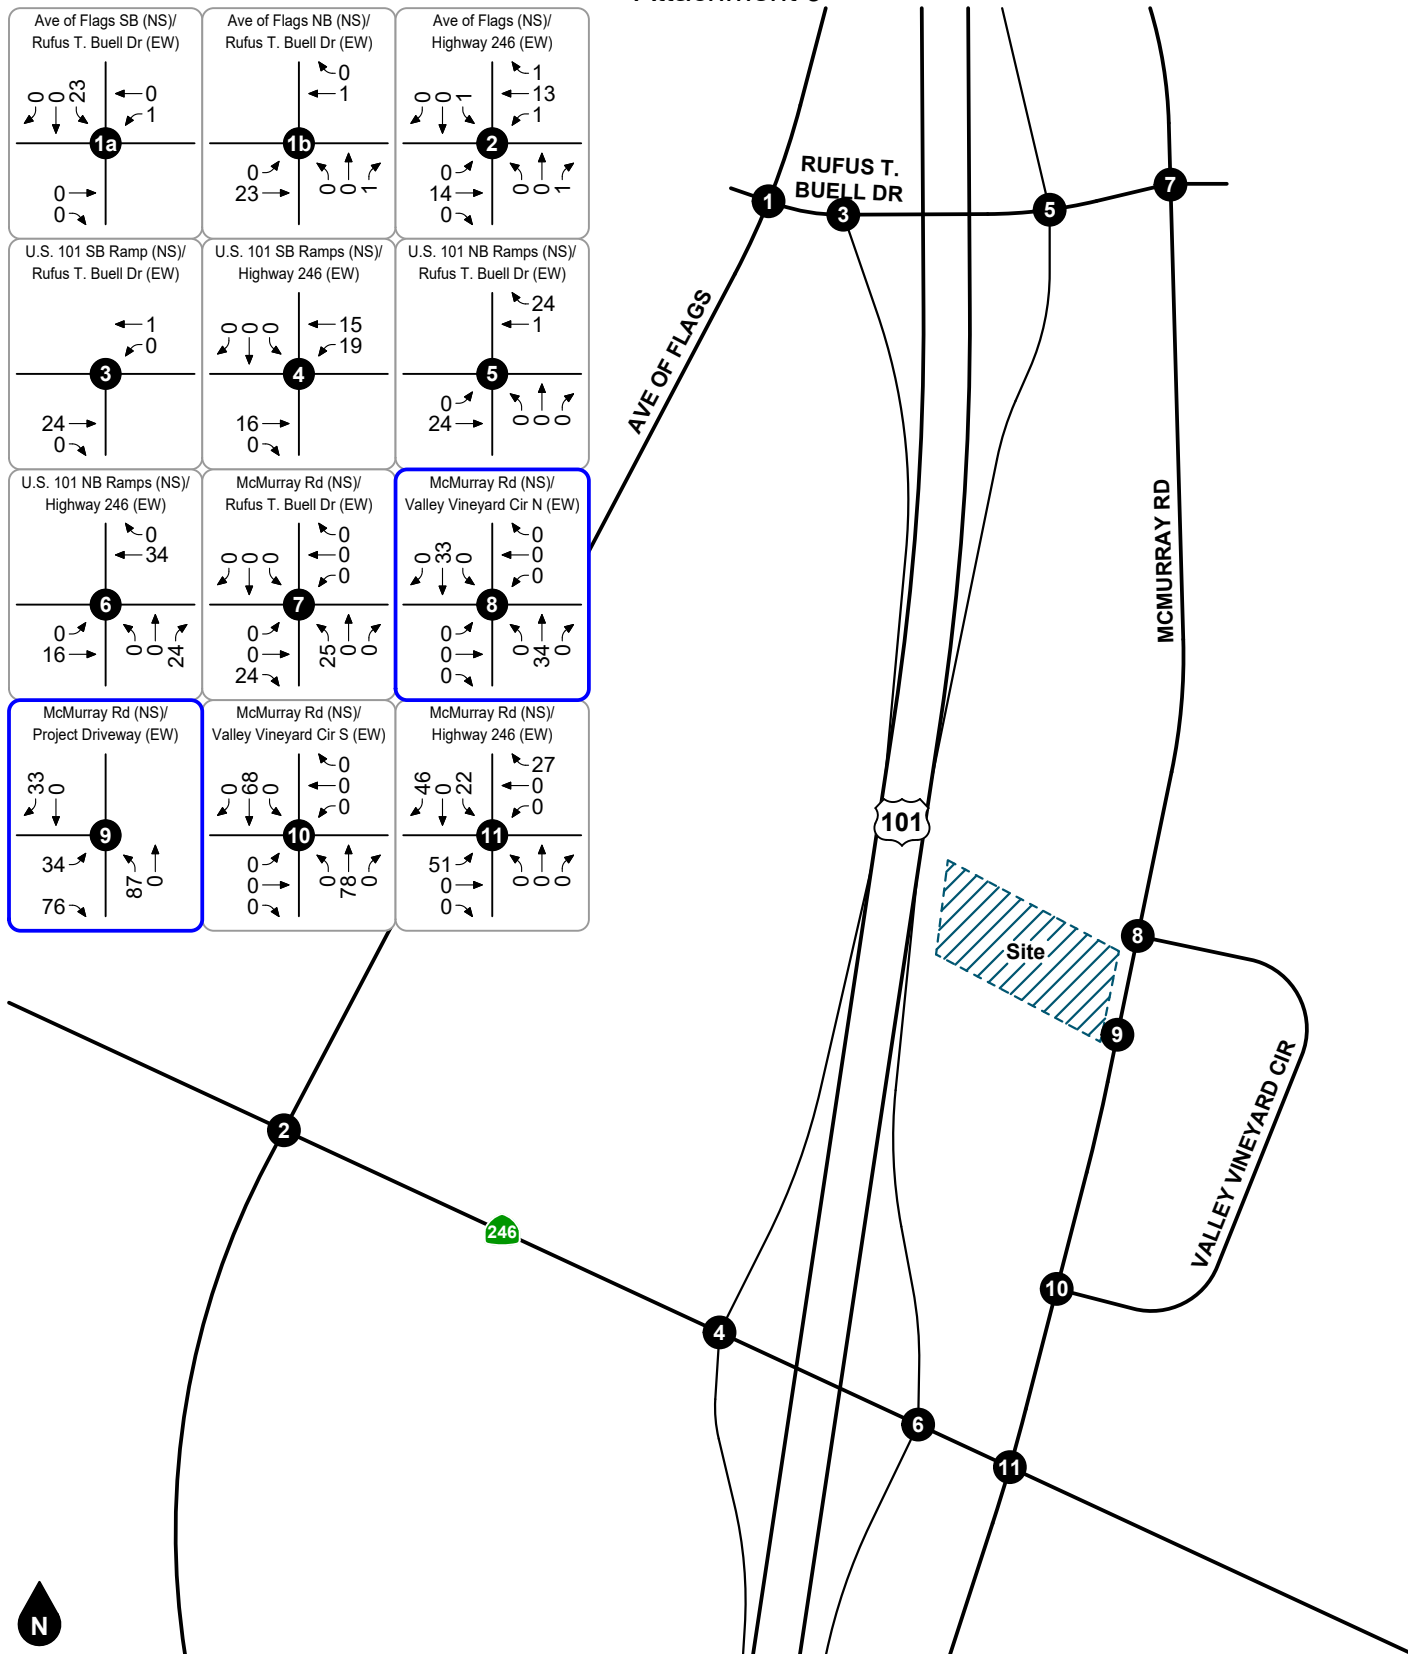 Ave of Flags SB (NS)/
Rufus T. Buell Dr (EW)
0 0 23
0
1
1a
0
0
Ave of Flags NB (NS)/
Rufus T. Buell Dr (EW)
0
1
1b
0
23
0 0 1
Ave of Flags (NS)/
Highway 246 (EW)
0 0 1
1
13
1
2
0
14
0
0 0 1
U.S. 101 SB Ramp (NS)/
Rufus T. Buell Dr (EW)
1
0
3
24
0
U.S. 101 SB Ramps (NS)/
Highway 246 (EW)
0 0 0
15
19
4
16
0
U.S. 101 NB Ramps (NS)/
Rufus T. Buell Dr (EW)
24
1
5
0
24
0 0 0
U.S. 101 NB Ramps (NS)/
Highway 246 (EW)
0
34
6
0
16
0 0 24
McMurray Rd (NS)/
Rufus T. Buell Dr (EW)
0 0 0
0
0
0
7
0
0
24
25 0 0
McMurray Rd (NS)/
Valley Vineyard Cir N (EW)
0 33 0
0
0
0
8
0
0
0
0 34 0
McMurray Rd (NS)/
Project Driveway (EW)
33 0
9
34
76
87 0
McMurray Rd (NS)/
Valley Vineyard Cir S (EW)
0 68 0
0
0
0
10
0
0
0
0 78 0
McMurray Rd (NS)/
Highway 246 (EW)
46 0 22
27
0
0
11
51
0
0
0 0 0
RUFUS T.
BUELL DR
1
3
5
7
AVE OF FLAGS
MCMURRAY RD
101
Site
8
9
VALLEY VINEYARD CIR
2
246
10
4
6
11
N